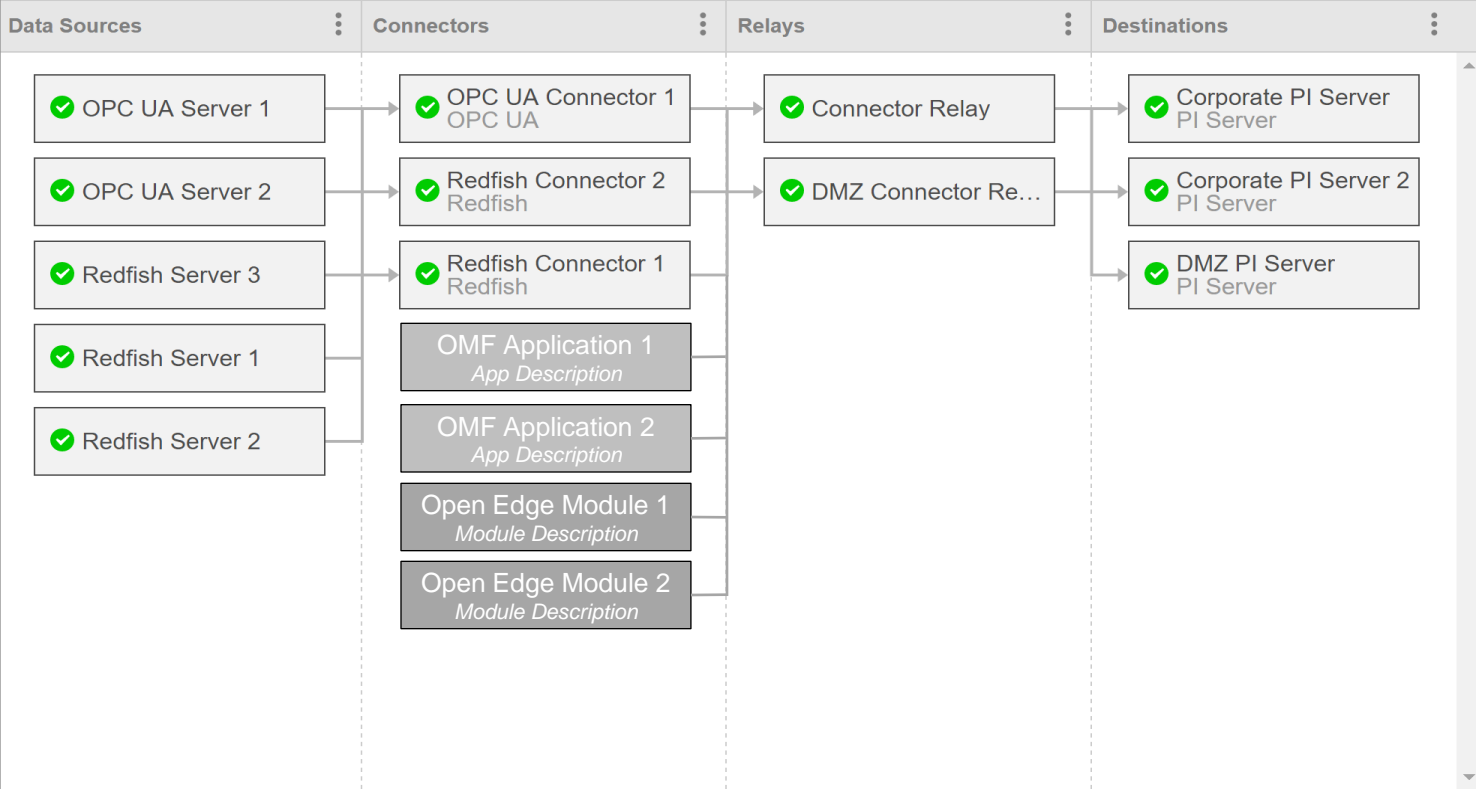 Data Sources
Connectors
Relays
Destinations
OPC UA Server 1
OPC UA Server 2
Redfish Server 3
Redfish Server 1
Redfish Server 2
OPC UA Connector 1
OPC UA
Redfish Connector 2
Redfish
Redfish Connector 1
Redfish
OMF Application 1
App Description
OMF Application 2
App Description
Open Edge Module 1
Module Description
Open Edge Module 2
Module Description
Connector Relay
DMZ Connector Re...
Corporate PI Server
PI Server
Corporate PI Server 2
PI Server
DMZ PI Server
PI Server